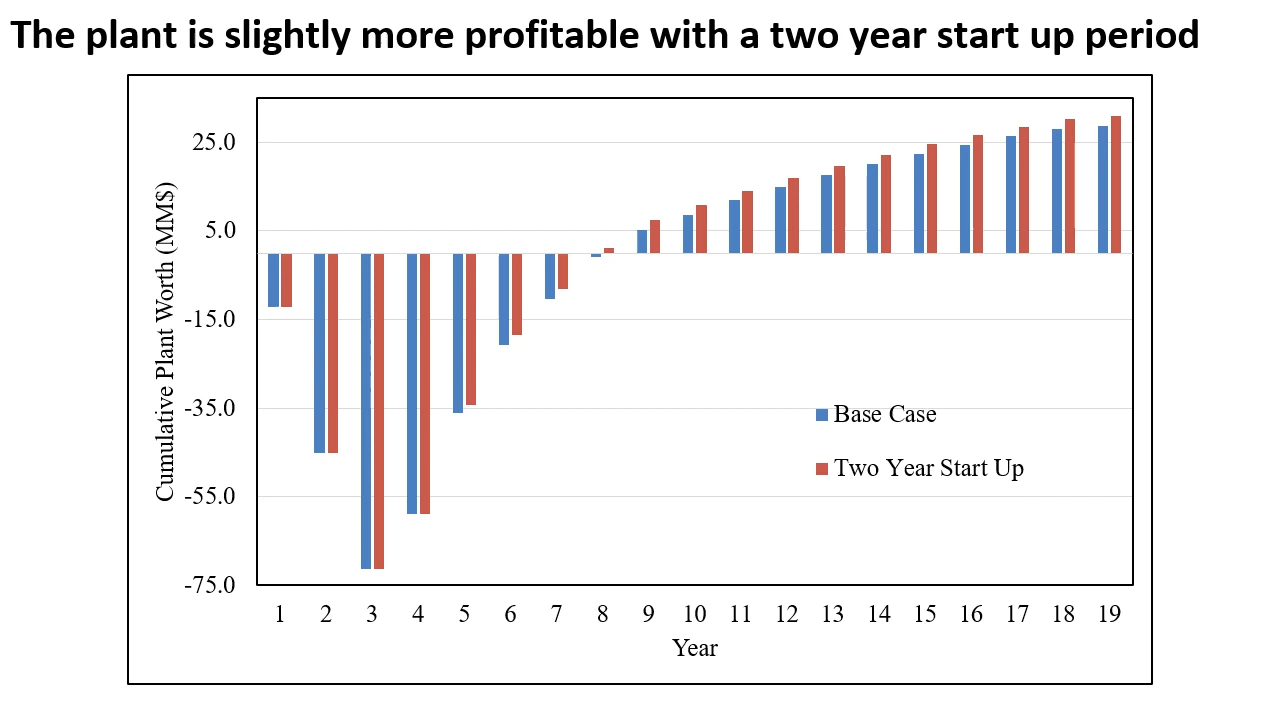 The plant is slightly more profitable with a two year start up period
Cumulative Plant Worth (MM$)
25.0
5.0
-15.0
-35.0
-55.0
-75.0
Base Case
Two Year Start Up
1 2 3 4 5 6 7 8 9 10 11 12 13 14 15 16 17 18 19
Year